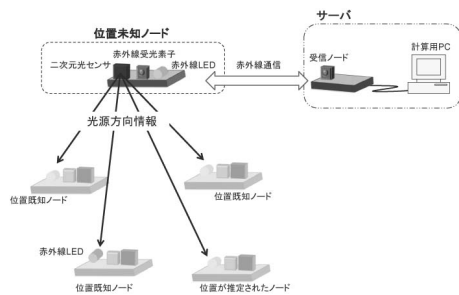 位置未知ノード
サーバ
赤外線受光素子
二次元光センサ
赤外線LED
赤外線通信
受信ノード
計算用PC
光源方向情報
位置既知ノード
位置既知ノード
赤外線LED
位置既知ノード
位置が推定されたノード